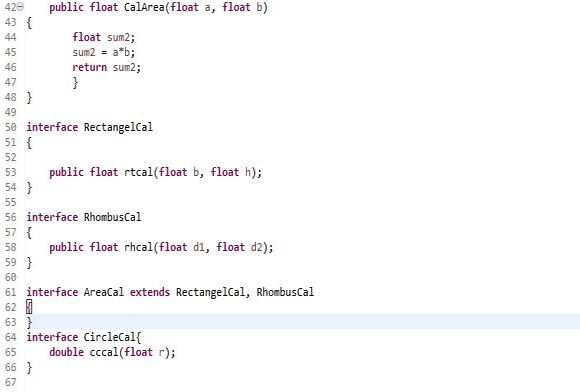 42 public float CalArea(float a, float b)
43 {
44 float sum2;
45 sum2 = a*b;
46 return sum2;
47 }
48 }
49
50 interface RectangelCal
51 {
52
53 public float rtcal(float b, float h);
54 }
55
56 interface RhombusCal
57 {
58 public float rhcal(float d1, float d2);
59 }
60
61 interface AreaCal extends RectangelCal, RhombusCal
62 {
63 }
64 interface CircleCal{
65 double cccal(float r);
66 }
67